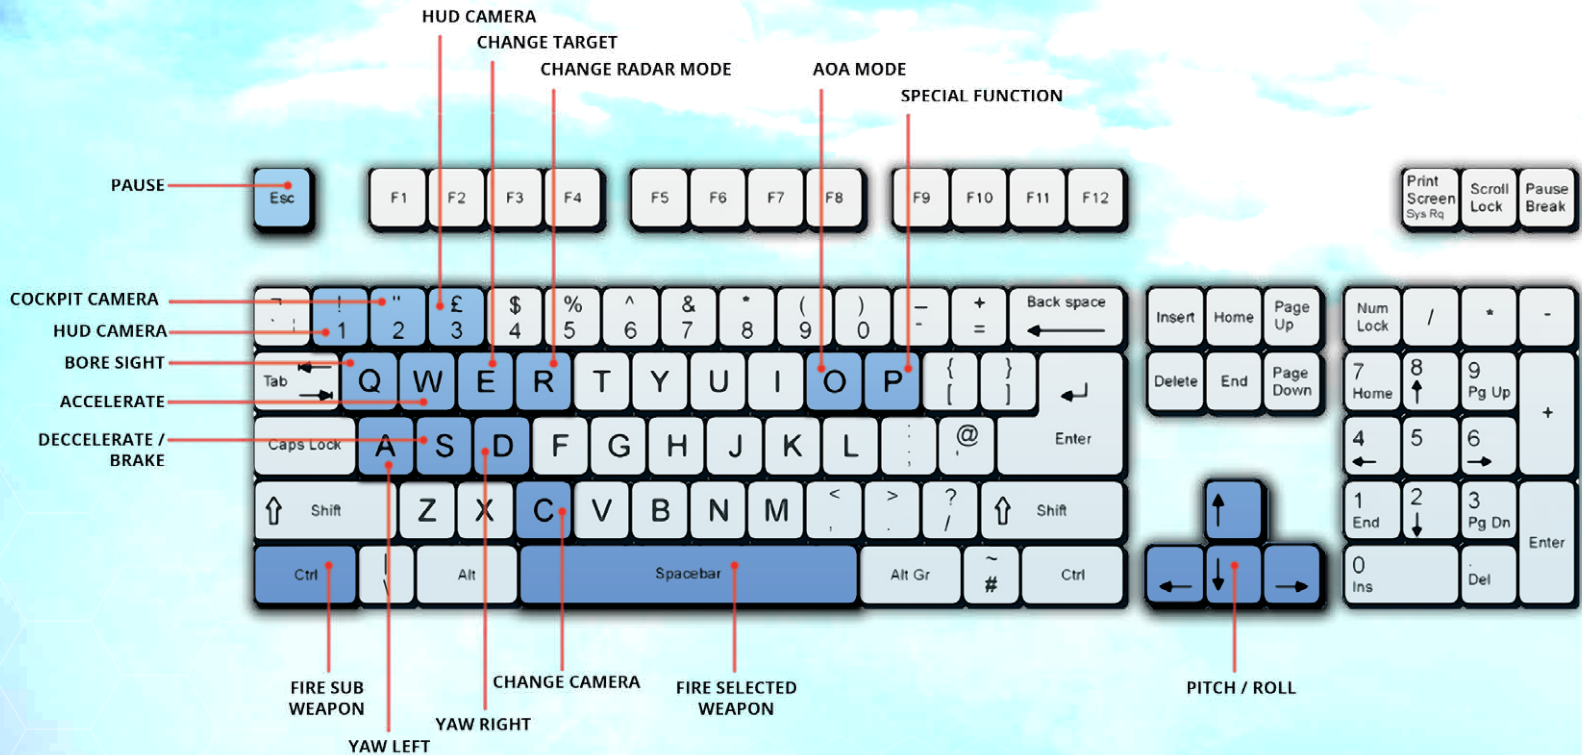 HUD CAMERA
CHANGE TARGET
CHANGE RADAR MODE
AOA MODE
SPECIAL FUNCTION
PAUSE
Esc
F1 F2 F3 F4 F5 F6 F7 F8 F9 F10 F11 F12
Print Screen Sys Rq
Scroll Lock
Pause Break
COCKPIT CAMERA
HUD CAMERA
¬ ` ¦
! 1
" 2
£ 3
$ 4
% 5
^ 6
& 7
* 8
( 9
) 0
_ -
+ =
Back space
Insert Home Page Up
Num Lock / * -
BORE SIGHT
ACCELERATE
Tab Q W E R T Y U I O P { [ } ] Enter
Delete End Page Down
7 Home
8
9 Pg Up
+
DECCELERATE /
BRAKE
Caps Lock A S D F G H J K L : ; @ '
4 5 6
Shift Z X C V B N M < , > . ? / Shift
1 End
2
3 Pg Dn
Enter
Ctrl | \ Alt Spacebar Alt Gr ~ # Ctrl
0 Ins
. Del
FIRE SUB
WEAPON
YAW LEFT
YAW RIGHT
CHANGE CAMERA
FIRE SELECTED
WEAPON
PITCH / ROLL